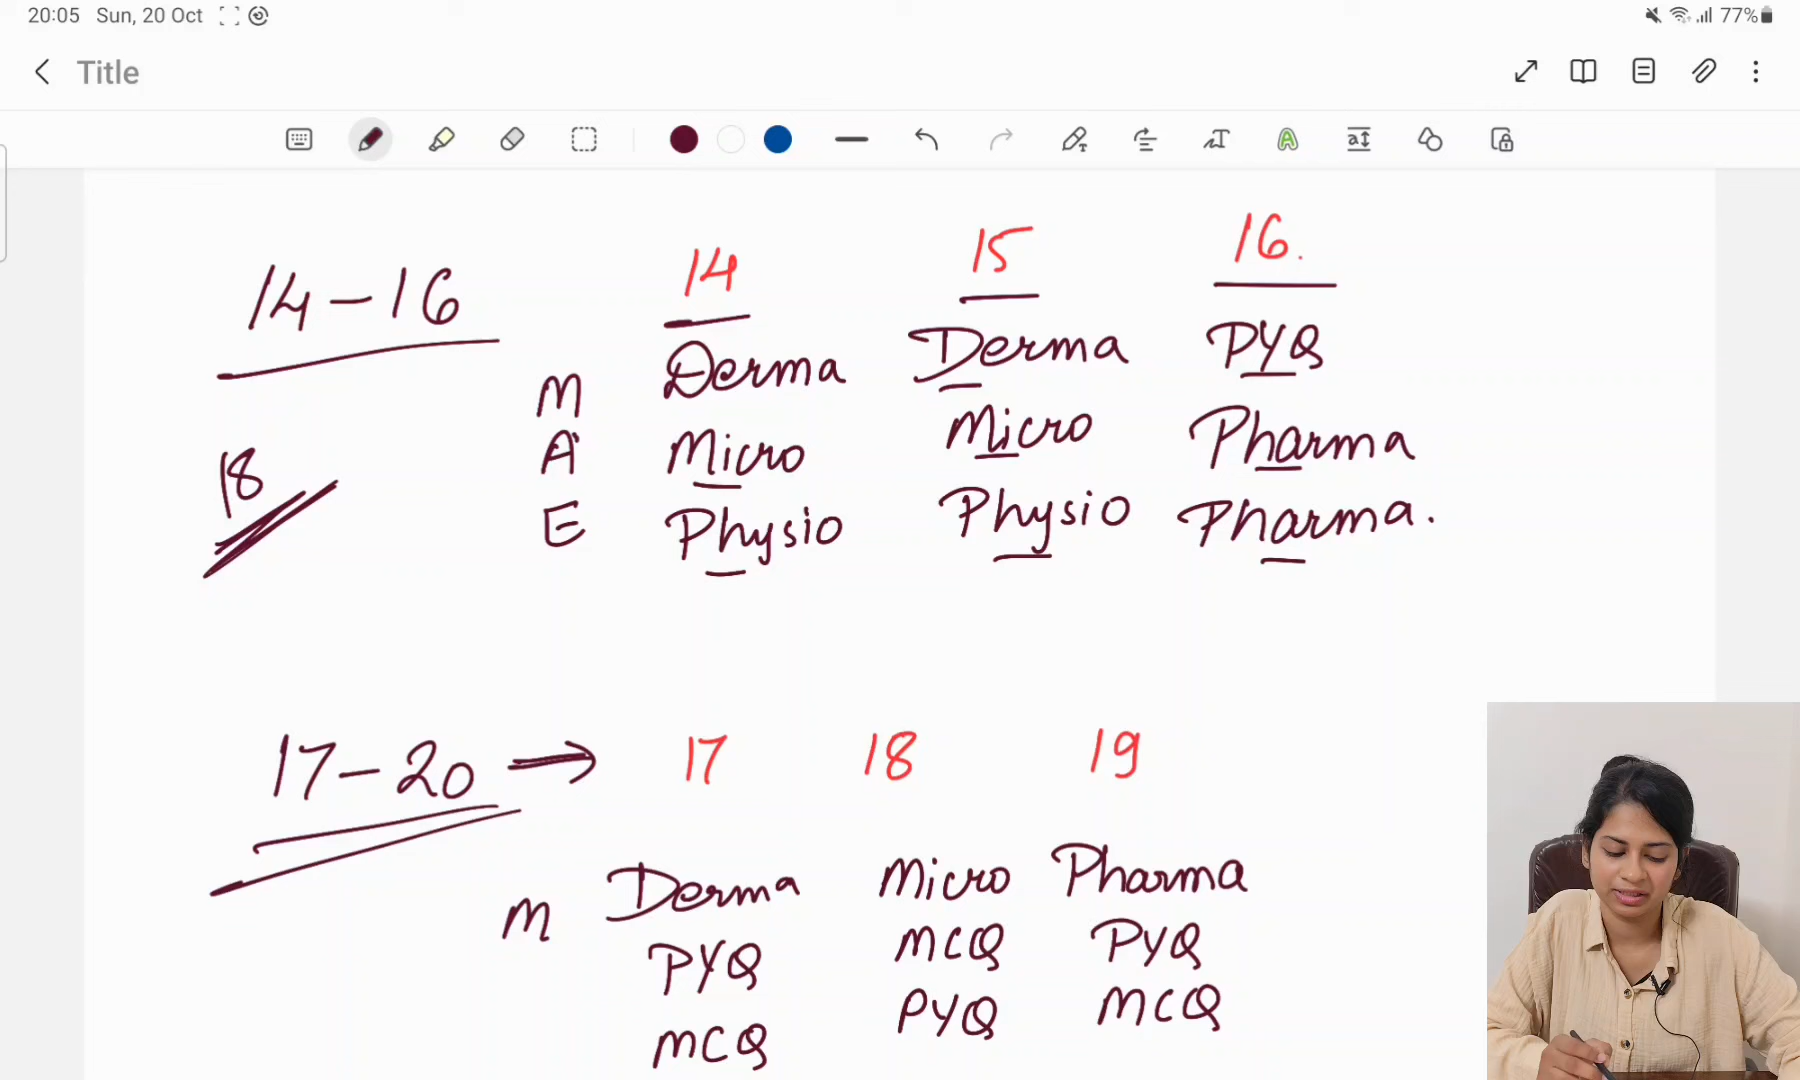 20:05 Sun, 20 Oct 77%
Title
14 15 16.
14-16
M Derma Derma PYQ
A Micro Micro Pharma
18
E Physio Physio Pharma.
17-20 → 17 18 19
M Derma Micro Pharma
PYQ MCQ PYQ
MCQ PYQ MCQ